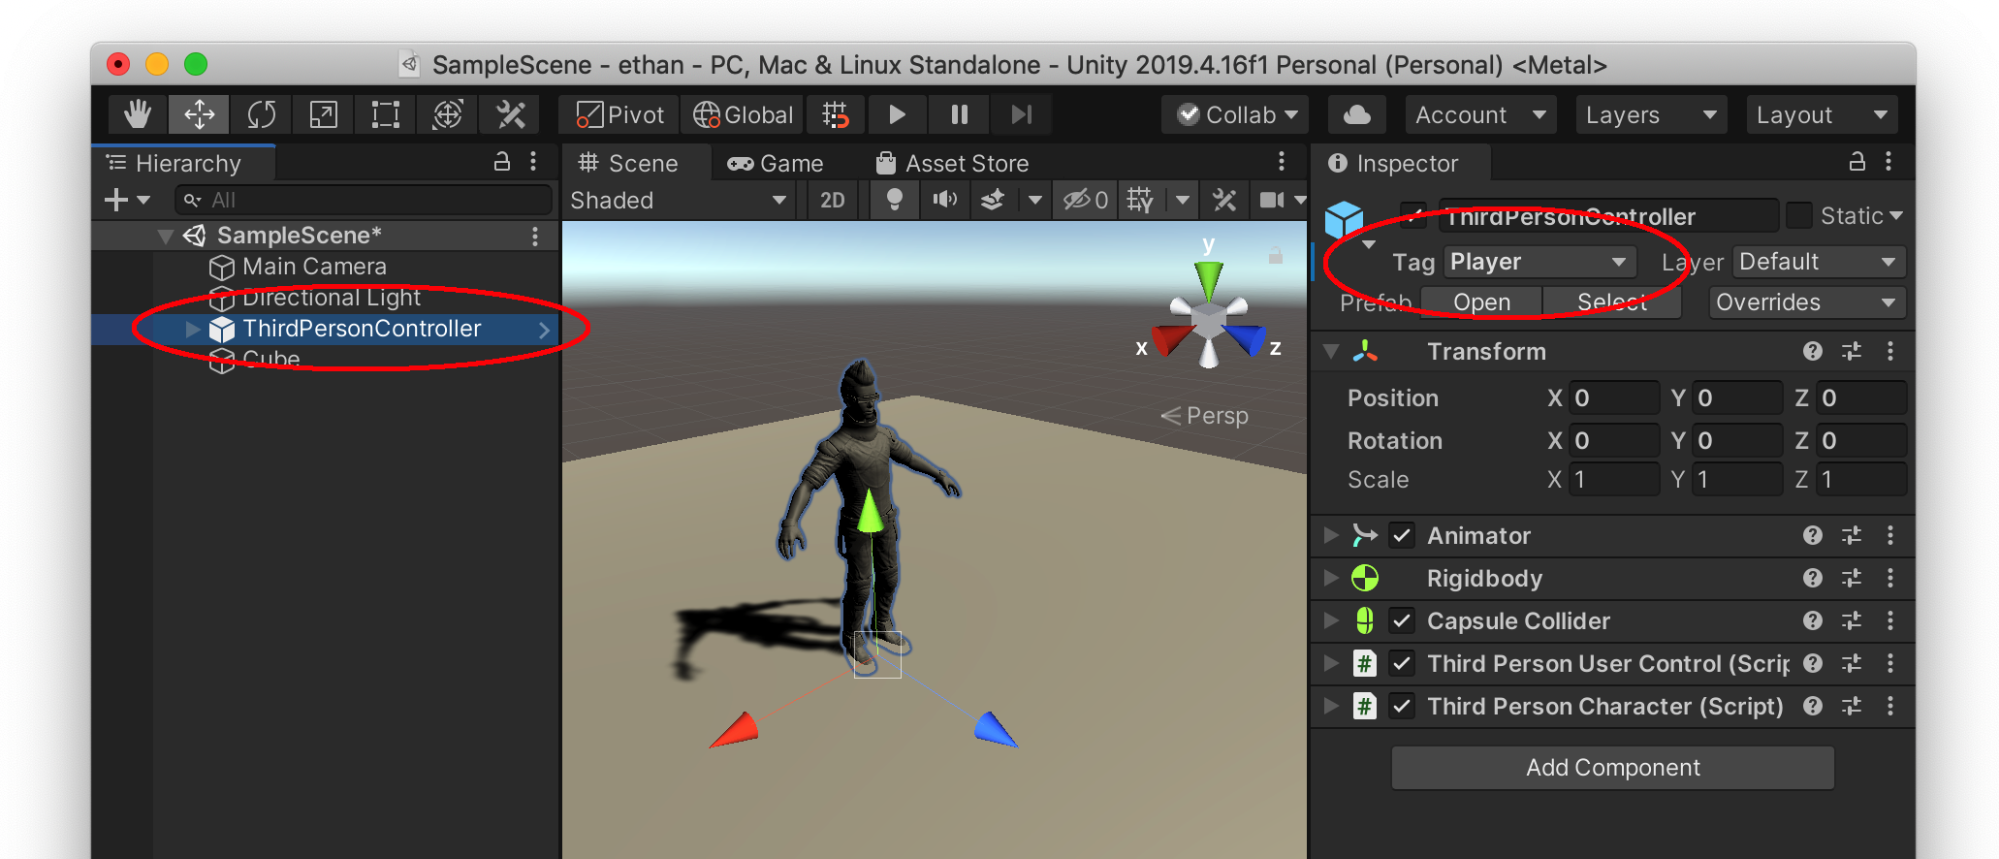 SampleScene - ethan - PC, Mac & Linux Standalone - Unity 2019.4.16f1 Personal (Personal) <Metal>
Pivot Global Collab Account Layers Layout
Hierarchy
All
SampleScene*
Main Camera
Directional Light
ThirdPersonController
Cube
Scene Game Asset Store
Shaded 2D 0
y
x z
Persp
Inspector
ThirdPersonController Static
Tag Player Layer Default
Prefab Open Select Overrides
Transform
Position X 0 Y 0 Z 0
Rotation X 0 Y 0 Z 0
Scale X 1 Y 1 Z 1
Animator
Rigidbody
Capsule Collider
# Third Person User Control (Scrip
# Third Person Character (Script)
Add Component